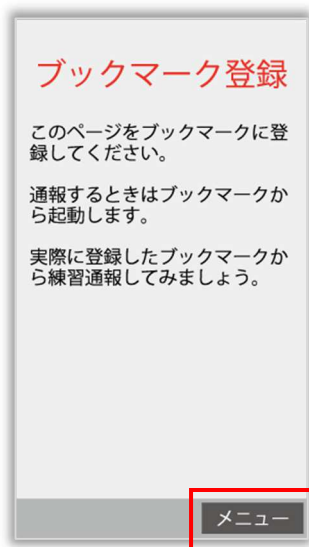 ブックマーク登録
このページをブックマークに登
録してください。
通報するときはブックマークか
ら起動します。
実際に登録したブックマークか
ら練習通報してみましょう。
メニュー